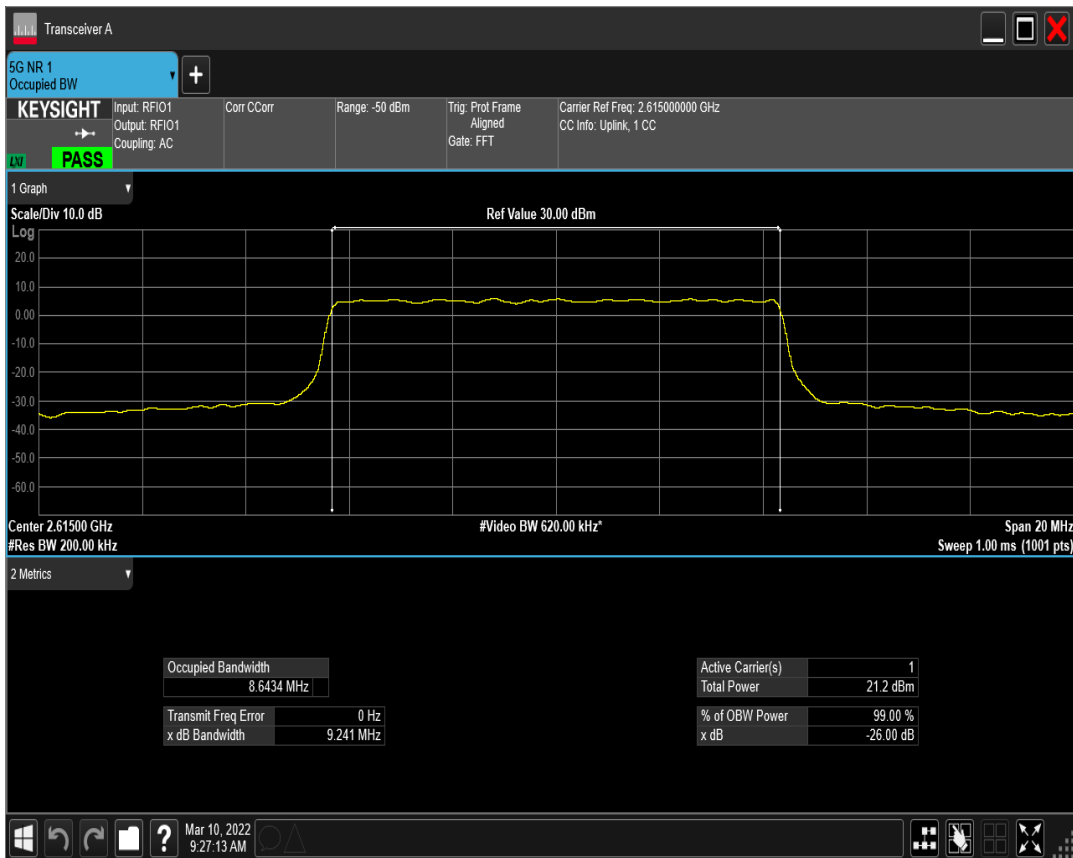 Transceiver A
5G NR 1
Occupied BW
+
KEYSIGHT
LXI
PASS
Input: RFIO1
Output: RFIO1
Coupling: AC
Corr CCorr
Range: -50 dBm
Trig: Prot Frame
Aligned
Gate: FFT
Carrier Ref Freq: 2.615000000 GHz
CC Info: Uplink, 1 CC
1 Graph
Scale/Div 10.0 dB
Ref Value 30.00 dBm
Log
20.0
10.0
0.00
-10.0
-20.0
-30.0
-40.0
-50.0
-60.0
Center 2.61500 GHz
#Video BW 620.00 kHz*
Span 20 MHz
#Res BW 200.00 kHz
Sweep 1.00 ms (1001 pts)
2 Metrics
Occupied Bandwidth
8.6434 MHz
Transmit Freq Error 0 Hz
x dB Bandwidth 9.241 MHz
Active Carrier(s) 1
Total Power 21.2 dBm
% of OBW Power 99.00 %
x dB -26.00 dB
?
Mar 10, 2022
9:27:13 AM